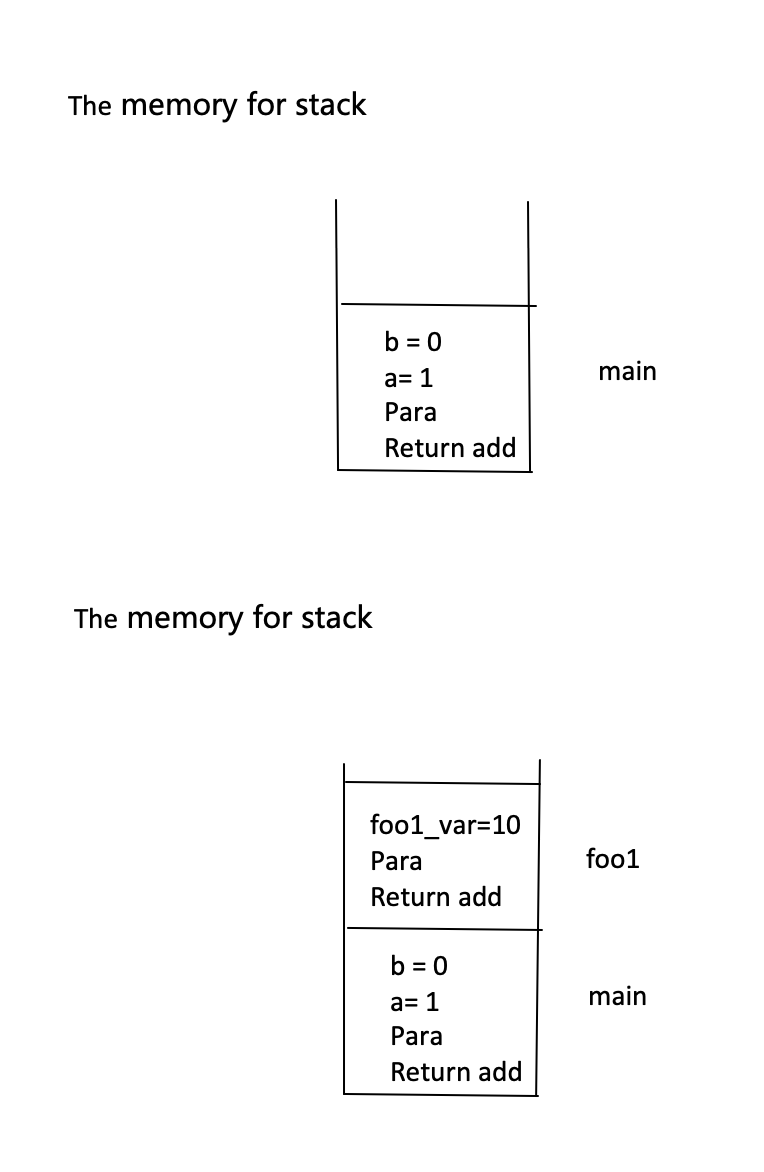 The memory for stack
b = 0
a= 1
main
Para
Return add
The memory for stack
foo1_var=10
Para
foo1
Return add
b = 0
a= 1
main
Para
Return add